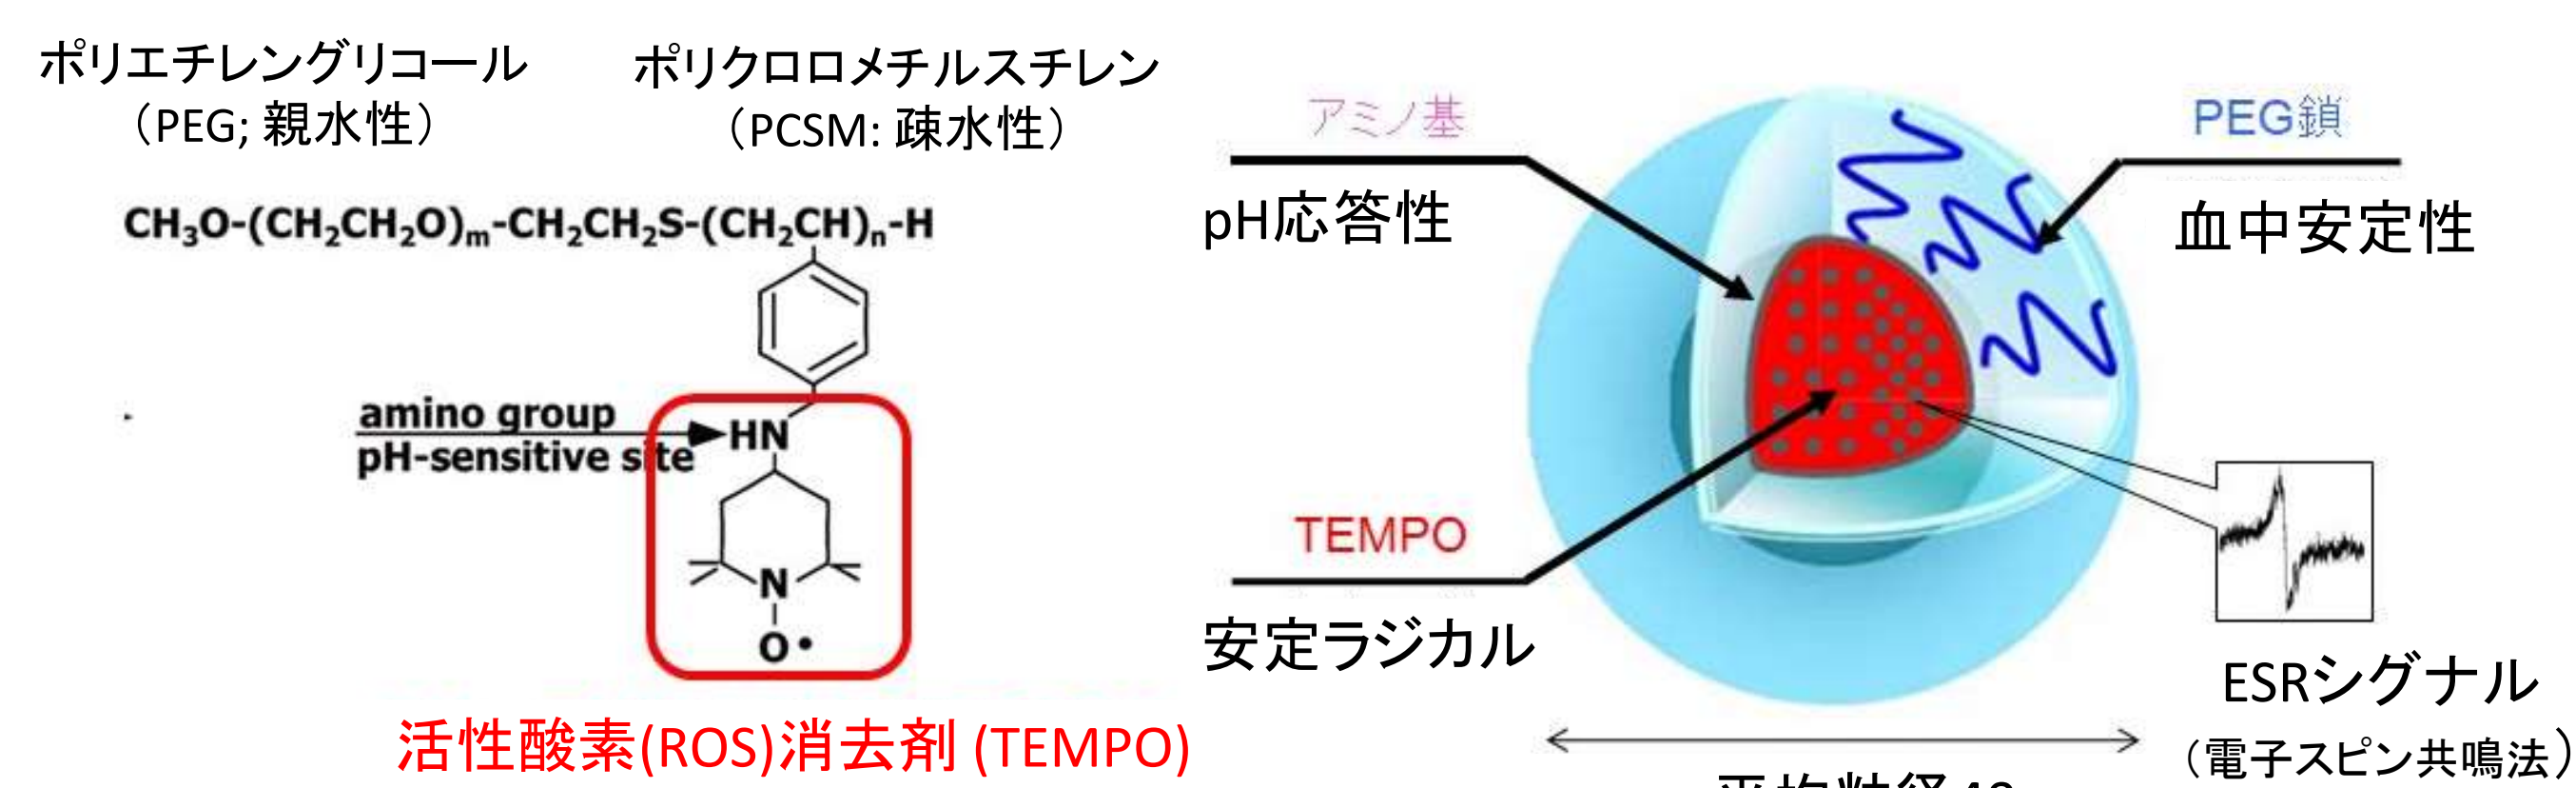 ポリエチレングリコール
（PEG; 親水性）
ポリクロロメチルスチレン
（PCSM: 疎水性）
CH₃O-(CH₂CH₂O)ₘ-CH₂CH₂S-(CH₂CH)ₙ-H
amino group
pH-sensitive site
HN
N
O•
活性酸素(ROS)消去剤 (TEMPO)
アミノ基
pH応答性
PEG鎖
血中安定性
TEMPO
安定ラジカル
ESRシグナル
（電子スピン共鳴法）